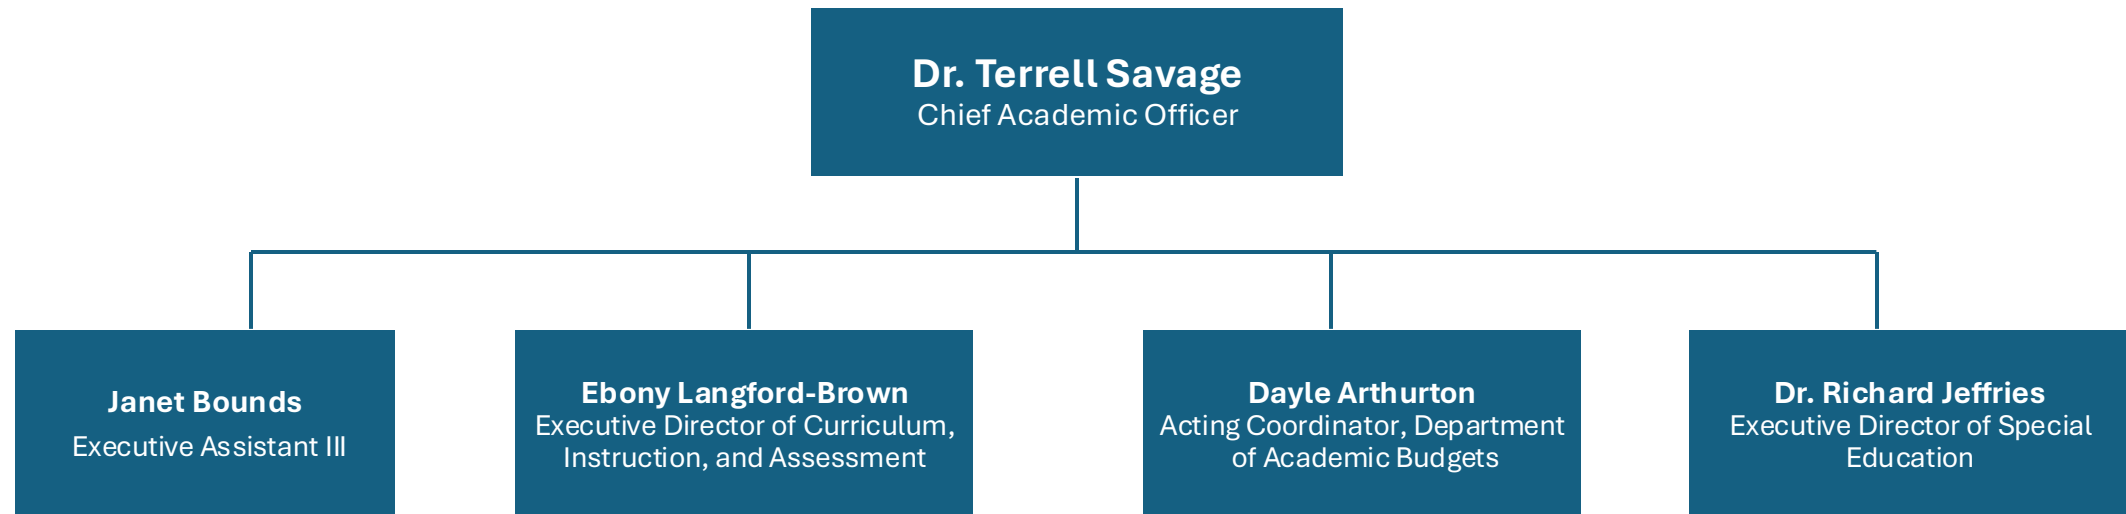 Dr. Terrell Savage
Chief Academic Officer
Janet Bounds
Executive Assistant III
Ebony Langford-Brown
Executive Director of Curriculum,
Instruction, and Assessment
Dayle Arthurton
Acting Coordinator, Department
of Academic Budgets
Dr. Richard Jeffries
Executive Director of Special
Education